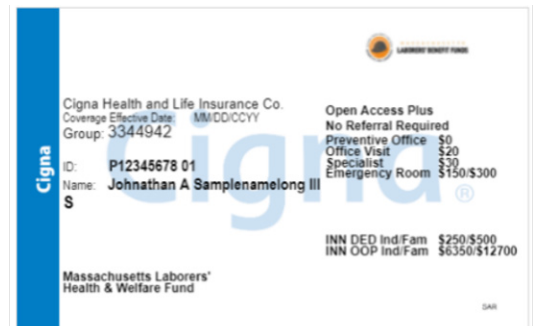 LABORERS' BENEFIT FUNDS
Cigna
Cigna Health and Life Insurance Co.
Coverage Effective Date: MM/DD/CCYY
Group: 3344942
ID: P12345678 01
Name: Johnathan A Samplenamelong III
S
Massachusetts Laborers'
Health & Welfare Fund
Open Access Plus
No Referral Required
Preventive Office $0
Office Visit $20
Specialist $30
Emergency Room $150/$300
Cigna®
INN DED Ind/Fam $250/$500
INN OOP Ind/Fam $6350/$12700